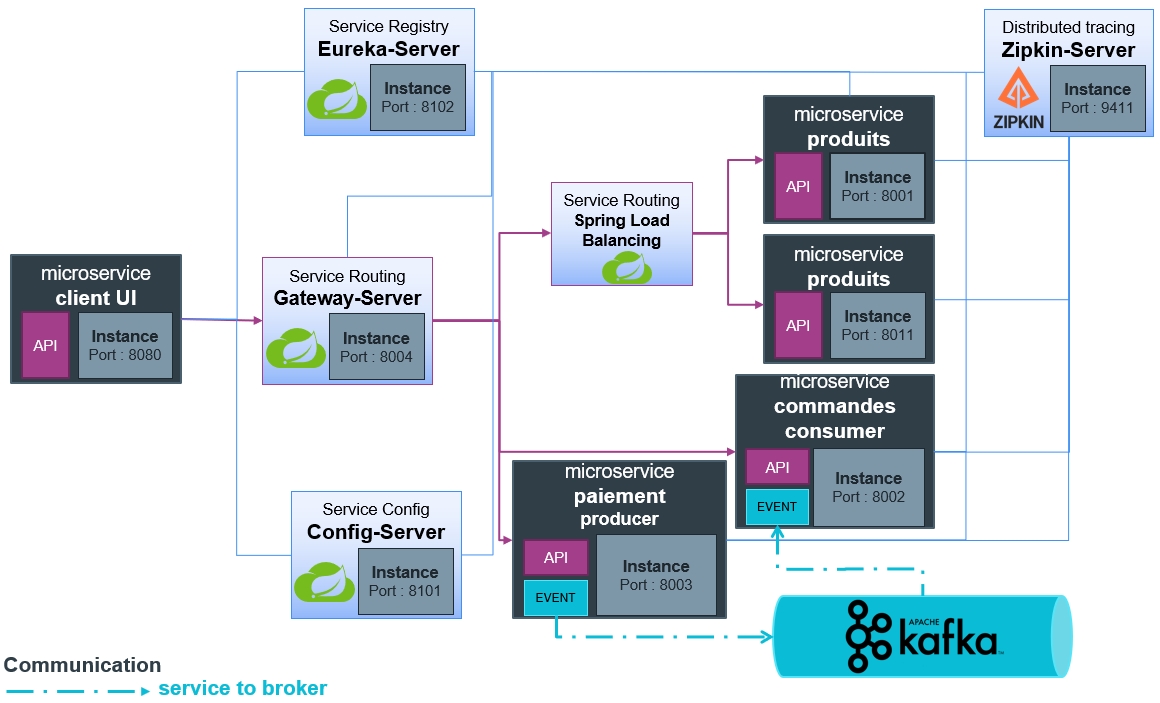 Service Registry
Eureka-Server
Instance
Port : 8102
Distributed tracing
Zipkin-Server
ZIPKIN
Instance
Port : 9411
microservice
produits
API
Instance
Port : 8001
Service Routing
Spring Load
Balancing
microservice
produits
API
Instance
Port : 8011
microservice
client UI
API
Instance
Port : 8080
Service Routing
Gateway-Server
Instance
Port : 8004
microservice
commandes
consumer
API
EVENT
Instance
Port : 8002
microservice
paiement
producer
API
EVENT
Instance
Port : 8003
Service Config
Config-Server
Instance
Port : 8101
APACHE
kafka
TM
Communication
service to broker